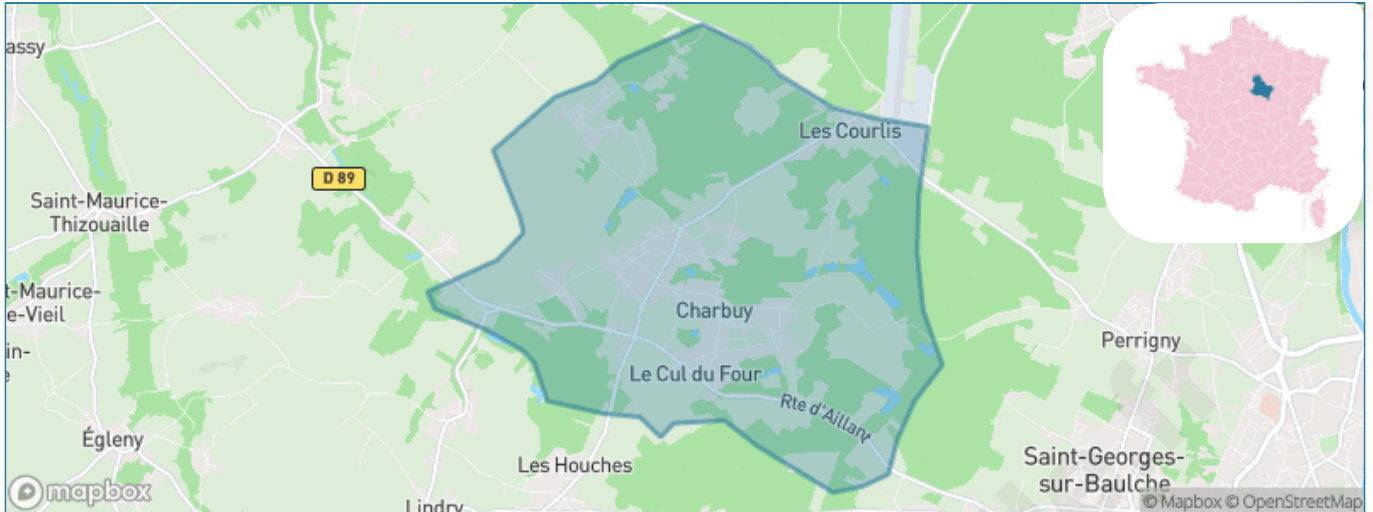 assy
Les Courlis
D 89
Saint-Maurice-
Thizouaille
t-Maurice-
e-Vieil
Charbuy
Perrigny
in-
e
Le Cul du Four
Rte d'Aillant
Égleny
Les Houches
Saint-Georges-
sur-Baulche
mapbox
Lindry
© Mapbox © OpenStreetMap